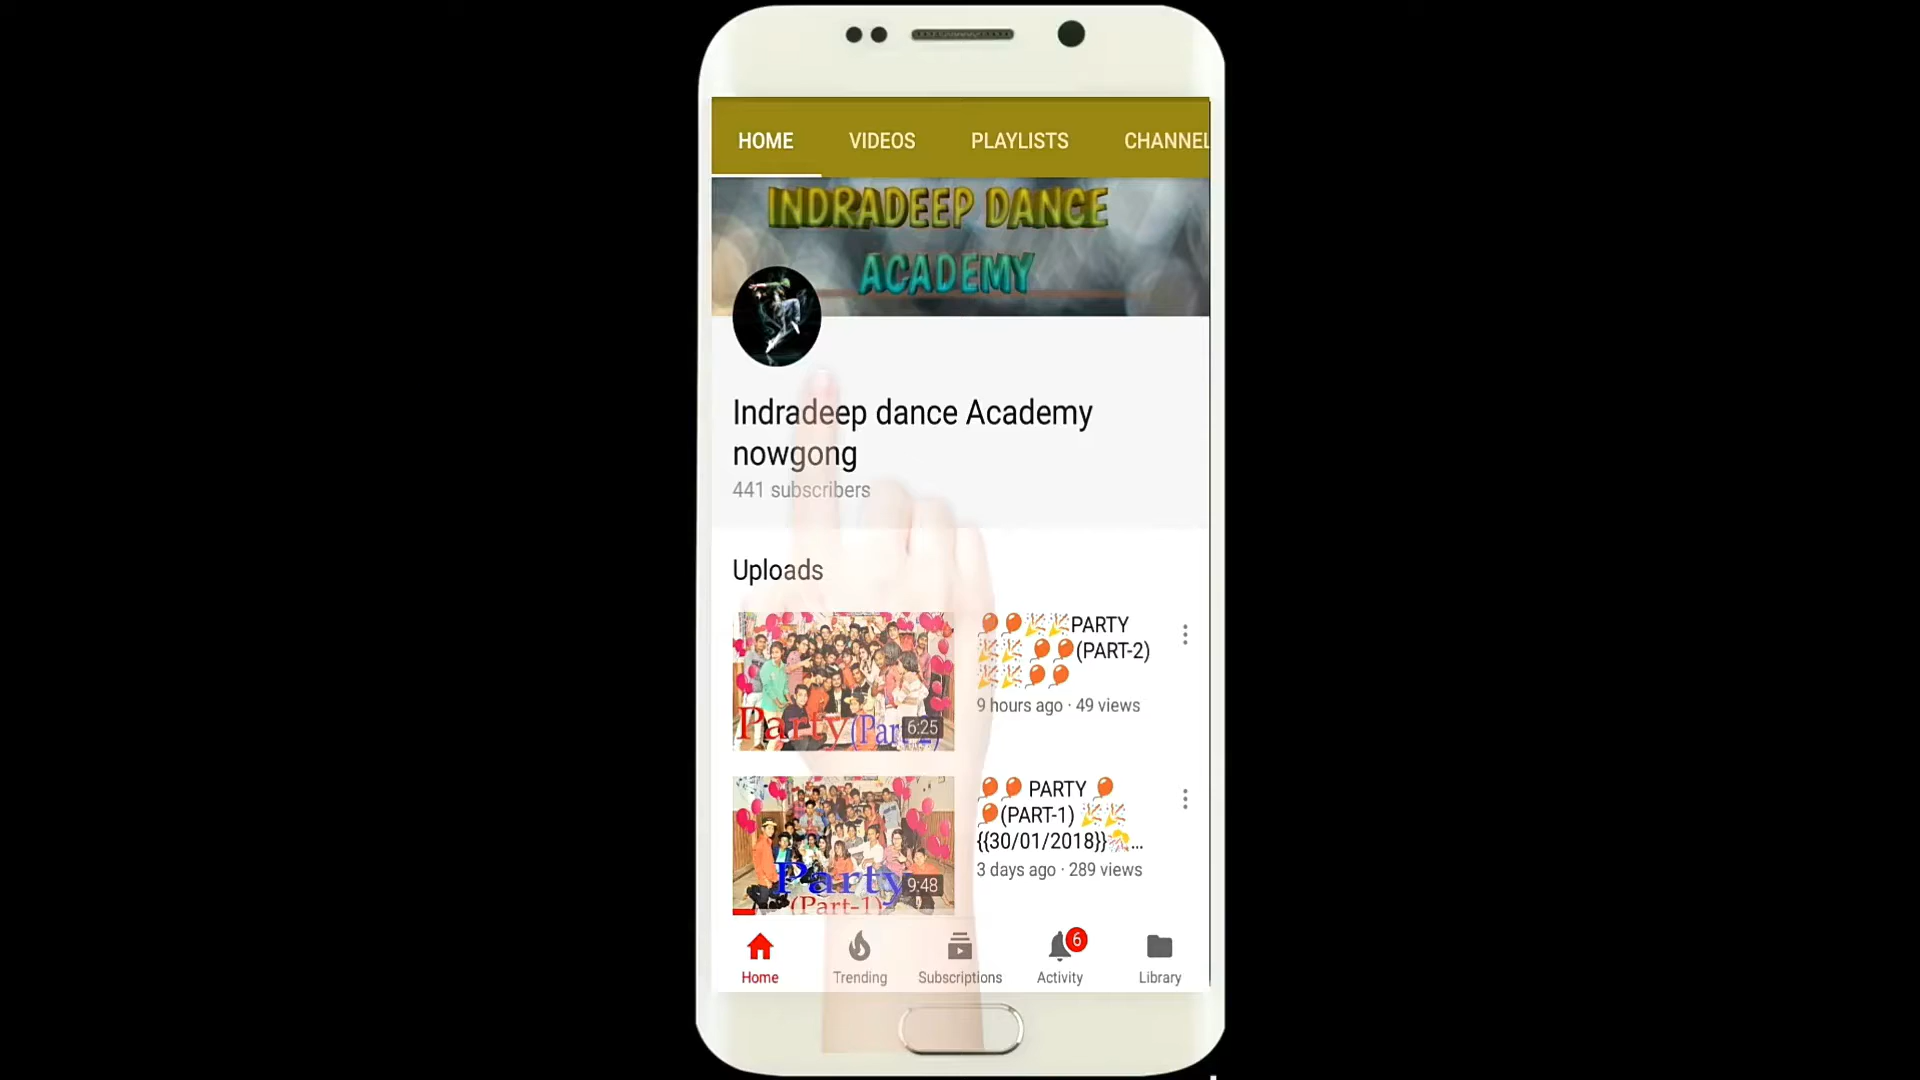 HOME VIDEOS PLAYLISTS CHANNEL
INDRADEEP DANCE
ACADEMY
Indradeep dance Academy
nowgong
441 subscribers
Uploads
🎈🎈🎉🎉PARTY
🎉🎉🎈🎈(PART-2)
🎉🎉🎈🎈
9 hours ago · 49 views
Party(Part-2)
6:25
🎈🎈 PARTY 🎈
🎈(PART-1) 🎉🎉
{{30/01/2018}}🎊...
3 days ago · 289 views
Party
9:48
(Part-1)
6
Home Trending Subscriptions Activity Library